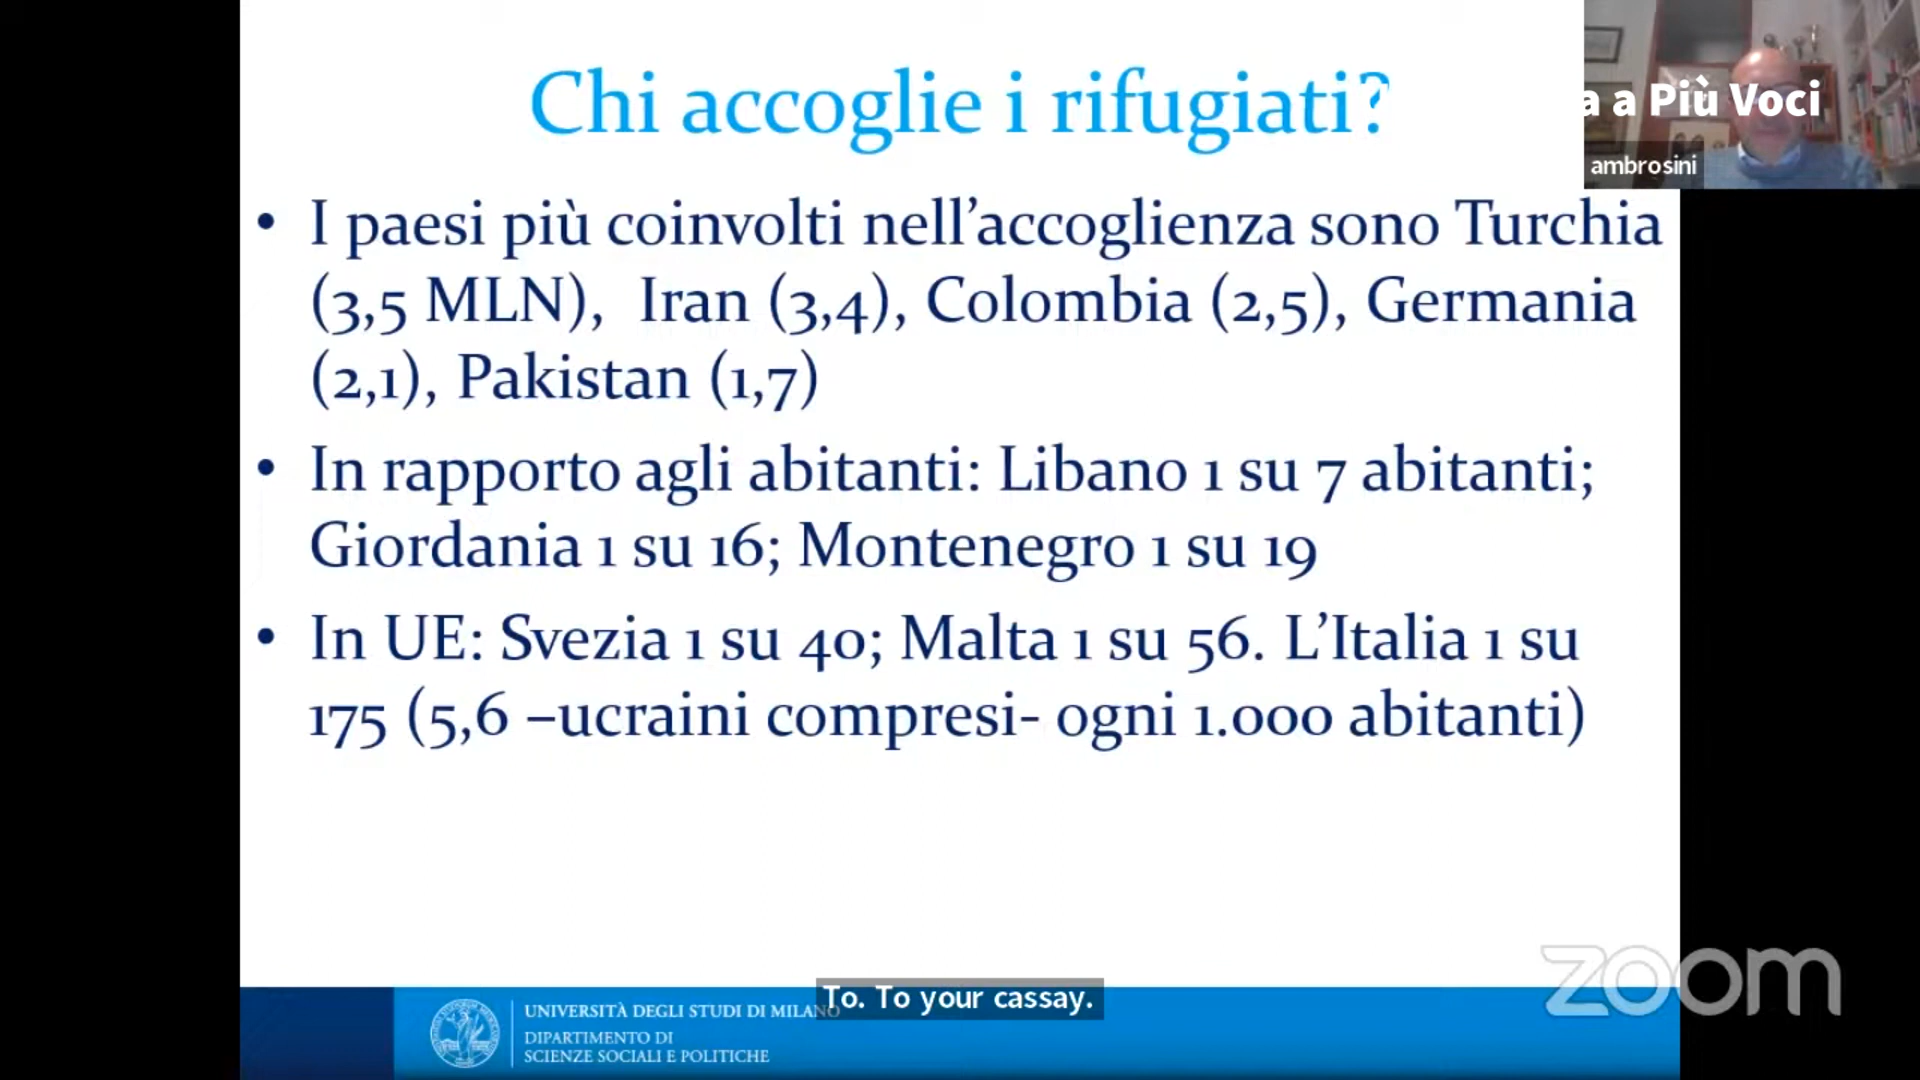 Chi accoglie i rifugiati?
a a Più Voci
ambrosini
• I paesi più coinvolti nell’accoglienza sono Turchia
(3,5 MLN), Iran (3,4), Colombia (2,5), Germania
(2,1), Pakistan (1,7)
• In rapporto agli abitanti: Libano 1 su 7 abitanti;
Giordania 1 su 16; Montenegro 1 su 19
• In UE: Svezia 1 su 40; Malta 1 su 56. L’Italia 1 su
175 (5,6 –ucraini compresi- ogni 1.000 abitanti)
zoom
To. To your cassay.
UNIVERSITÀ DEGLI STUDI DI MILANO
DIPARTIMENTO DI
SCIENZE SOCIALI E POLITICHE